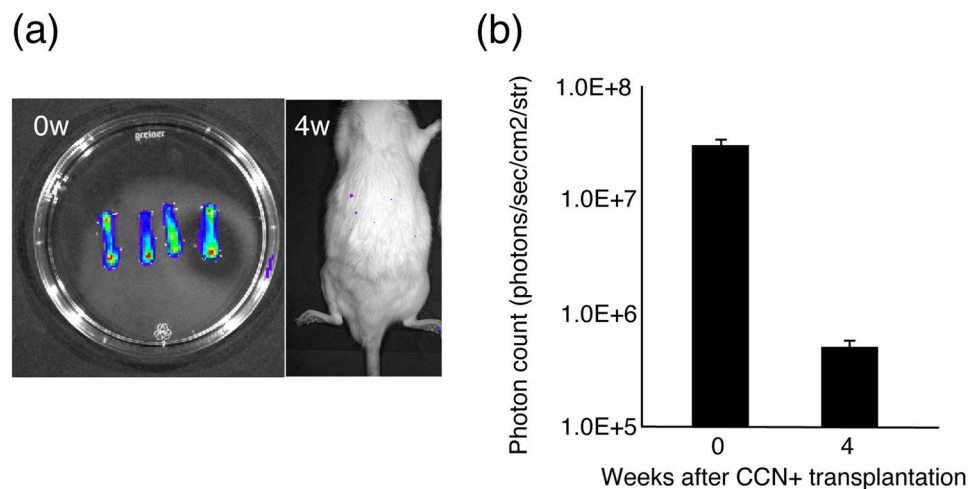 (a)
0w
greiner
4w
(b)
Photon count (photons/sec/cm2/str)
1.0E+8
1.0E+7
1.0E+6
1.0E+5
0
4
Weeks after CCN+ transplantation